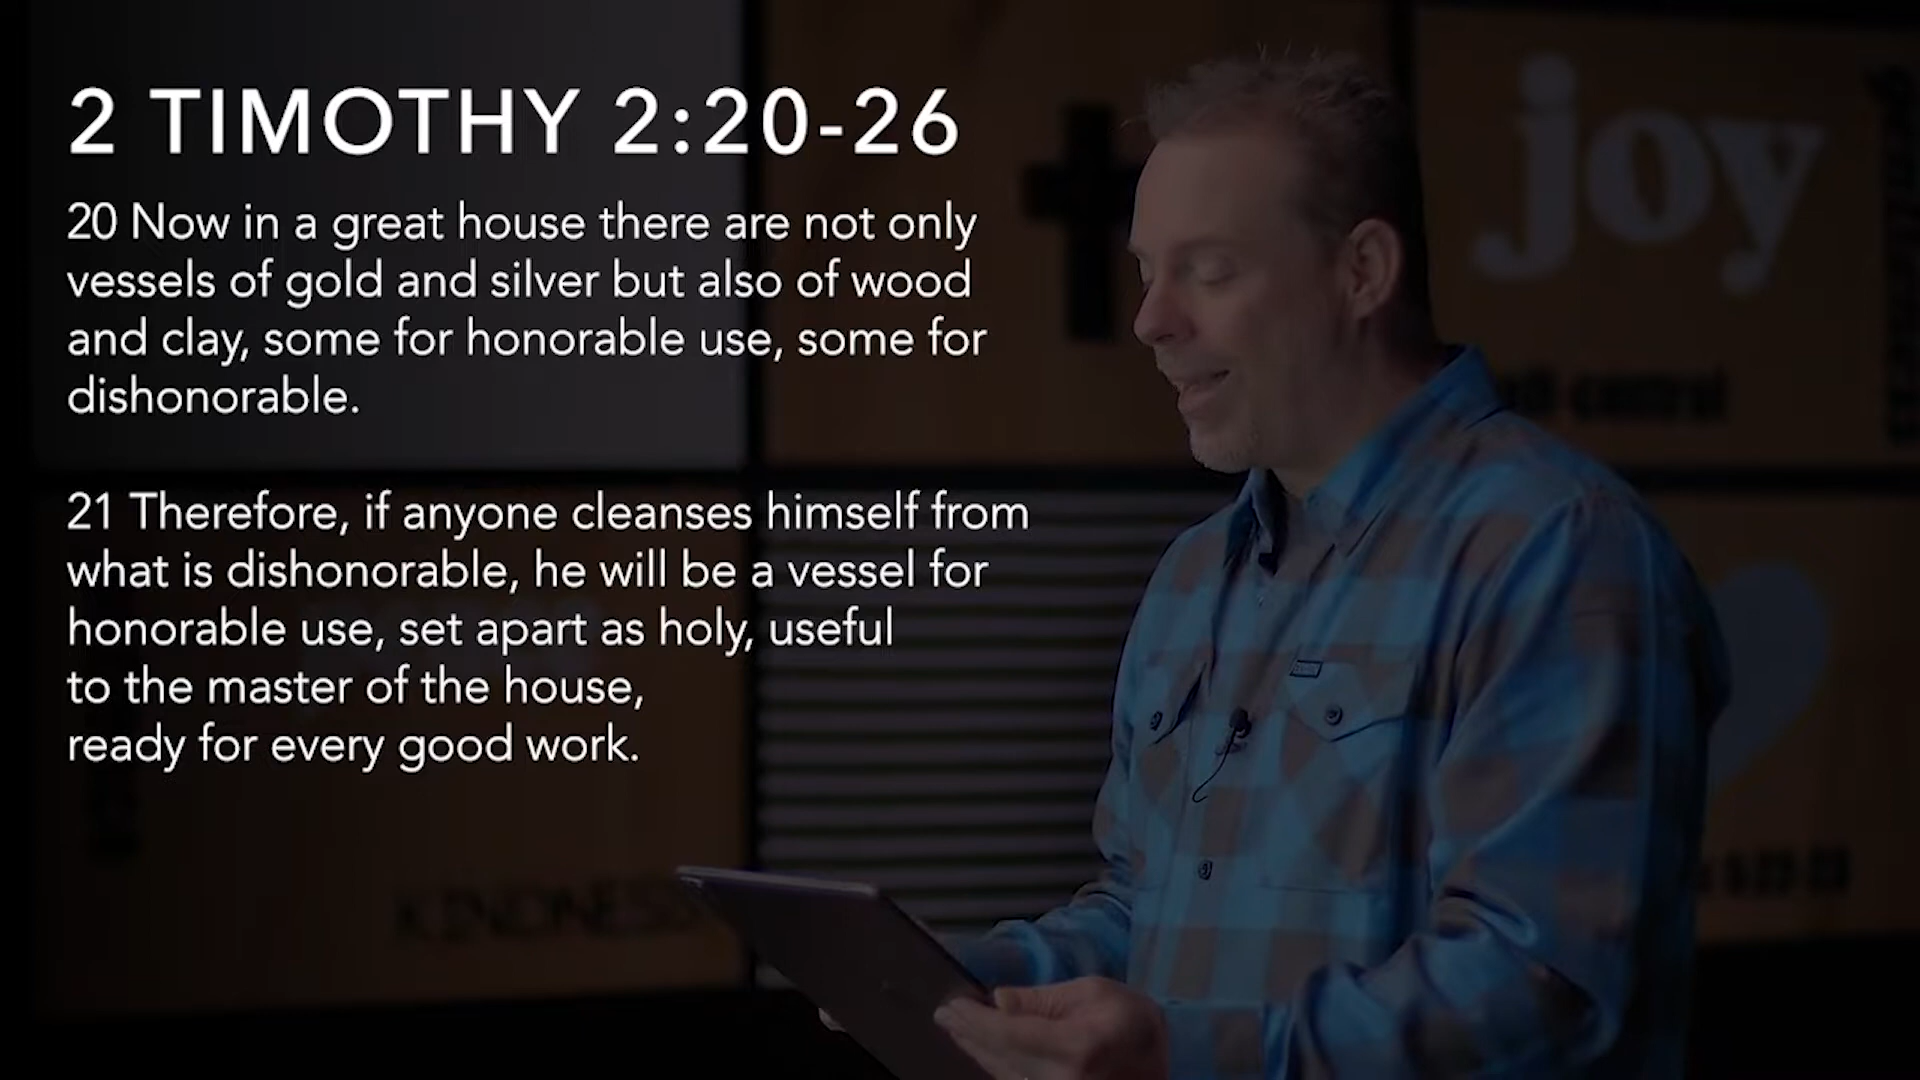 2 TIMOTHY 2:20-26
20 Now in a great house there are not only
vessels of gold and silver but also of wood
and clay, some for honorable use, some for
dishonorable.
21 Therefore, if anyone cleanses himself from
what is dishonorable, he will be a vessel for
honorable use, set apart as holy, useful
to the master of the house,
ready for every good work.
joy
control
KINDNESS